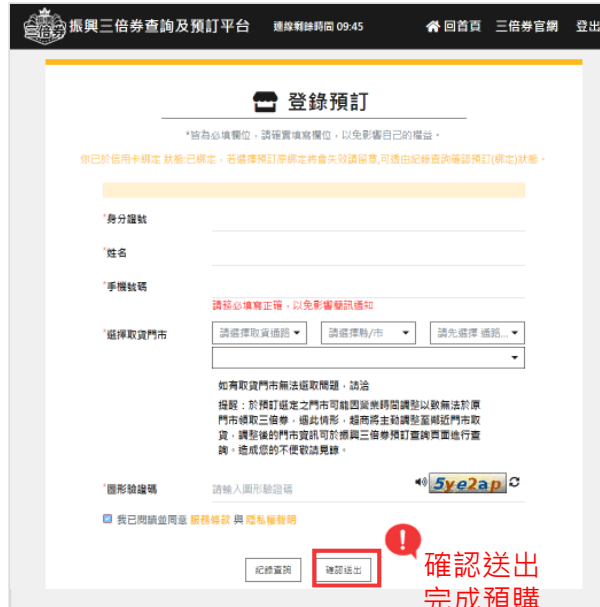 振興三倍券查詢及預訂平台 連線剩餘時間 09:45 回首頁 三倍券官網 登出
登錄預訂
*皆為必填欄位，請確實填寫欄位，以免影響自己的權益。
你已於信用卡綁定 狀態:已綁定，若選擇預訂原綁定將會失效請留意,可透由紀錄查詢確認預訂(綁定)狀態。
*身分證號
*姓名
*手機號碼
請務必填寫正確，以免影響簡訊通知
*選擇取貨門市 請選擇取貨通路 請選擇縣/市 請先選擇 通路...
如有取貨門市無法選取問題，請洽
提醒：於預訂選定之門市可能因營業時間調整以致無法於原
門市領取三倍券，遇此情形，超商將主動調整至鄰近門市取
貨，調整後的門市資訊可於振興三倍券預訂查詢頁面進行查
詢。造成您的不便敬請見諒。
*圖形驗證碼 請輸入圖形驗證碼 5ye2ap
我已閱讀並同意 服務條款 與 隱私權聲明
紀錄查詢 確認送出
確認送出
完成預購